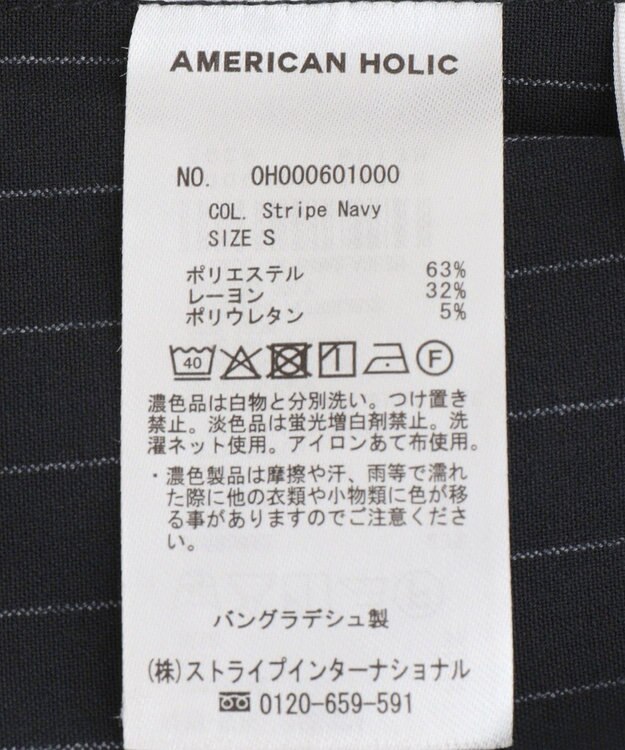 AMERICAN HOLIC
NO. 0H000601000
COL. Stripe Navy
SIZE S
ポリエステル 63%
レーヨン 32%
ポリウレタン 5%
40 F
濃色品は白物と分別洗い。つけ置き
禁止。淡色品は蛍光増白剤禁止。洗
濯ネット使用。アイロンあて布使用。
・濃色製品は摩擦や汗、雨等で濡れ
た際に他の衣類や小物類に色が移
る事がありますのでご注意くださ
い。
バングラデシュ製
(株)ストライプインターナショナル
0120-659-591